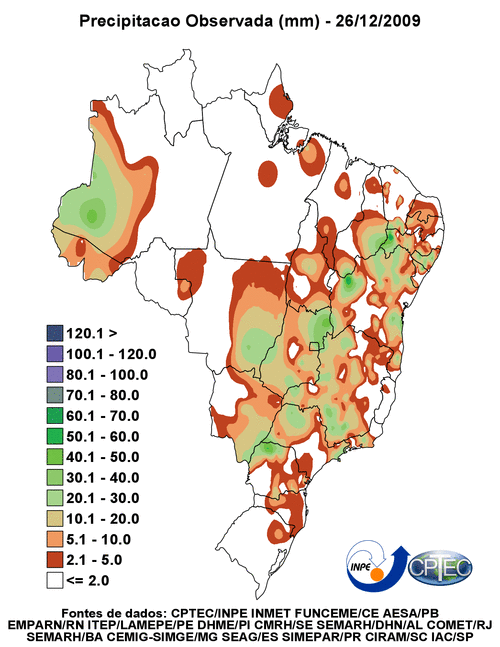 Precipitacao Observada (mm) - 26/12/2009
120.1 >
100.1 - 120.0
80.1 - 100.0
70.1 - 80.0
60.1 - 70.0
50.1 - 60.0
40.1 - 50.0
30.1 - 40.0
20.1 - 30.0
10.1 - 20.0
5.1 - 10.0
2.1 - 5.0
<= 2.0
INPE
CPTEC
Fontes de dados: CPTEC/INPE INMET FUNCEME/CE AESA/PB
EMPARN/RN ITEP/LAMEPE/PE DHME/PI CMRH/SE SEMARH/DHN/AL COMET/RJ
SEMARH/BA CEMIG-SIMGE/MG SEAG/ES SIMEPAR/PR CIRAM/SC IAC/SP